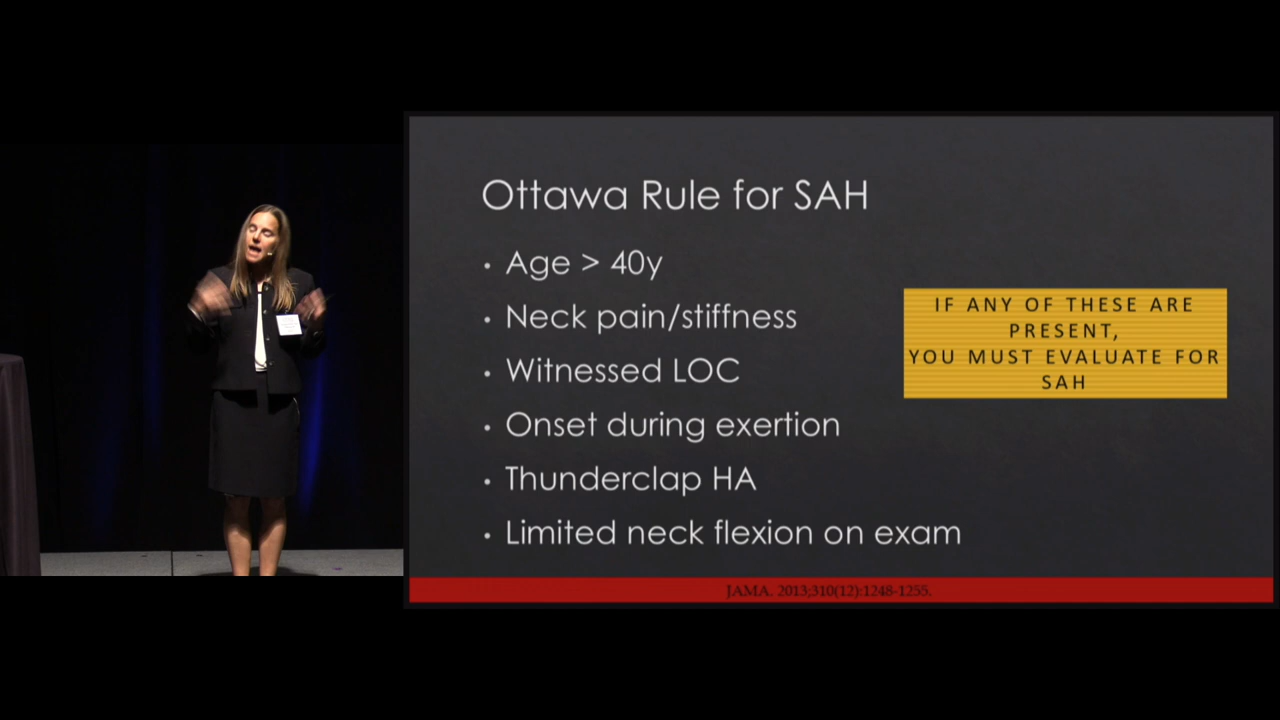 Ottawa Rule for SAH
• Age > 40y
• Neck pain/stiffness
• Witnessed LOC
• Onset during exertion
• Thunderclap HA
• Limited neck flexion on exam
IF ANY OF THESE ARE
PRESENT,
YOU MUST EVALUATE FOR
SAH
JAMA. 2013;310(12):1248-1255.